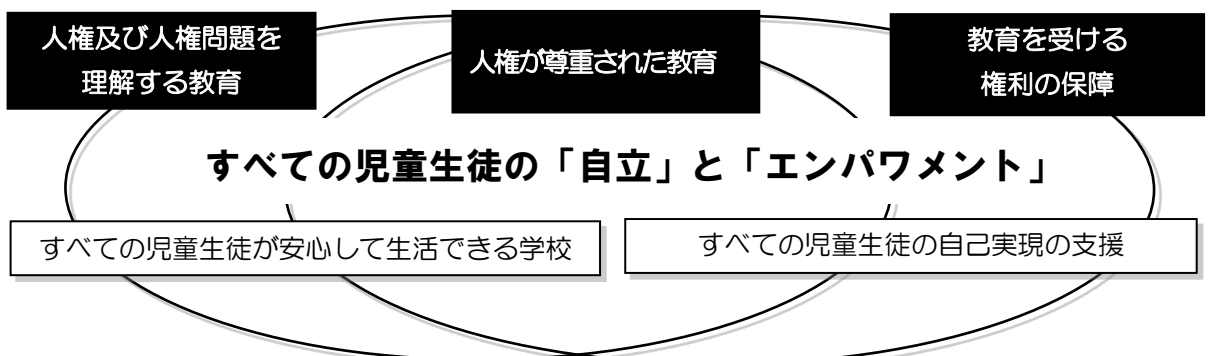 人権及び人権問題を
理解する教育
人権が尊重された教育
教育を受ける
権利の保障
すべての児童生徒の「自立」と「エンパワメント」
すべての児童生徒が安心して生活できる学校
すべての児童生徒の自己実現の支援